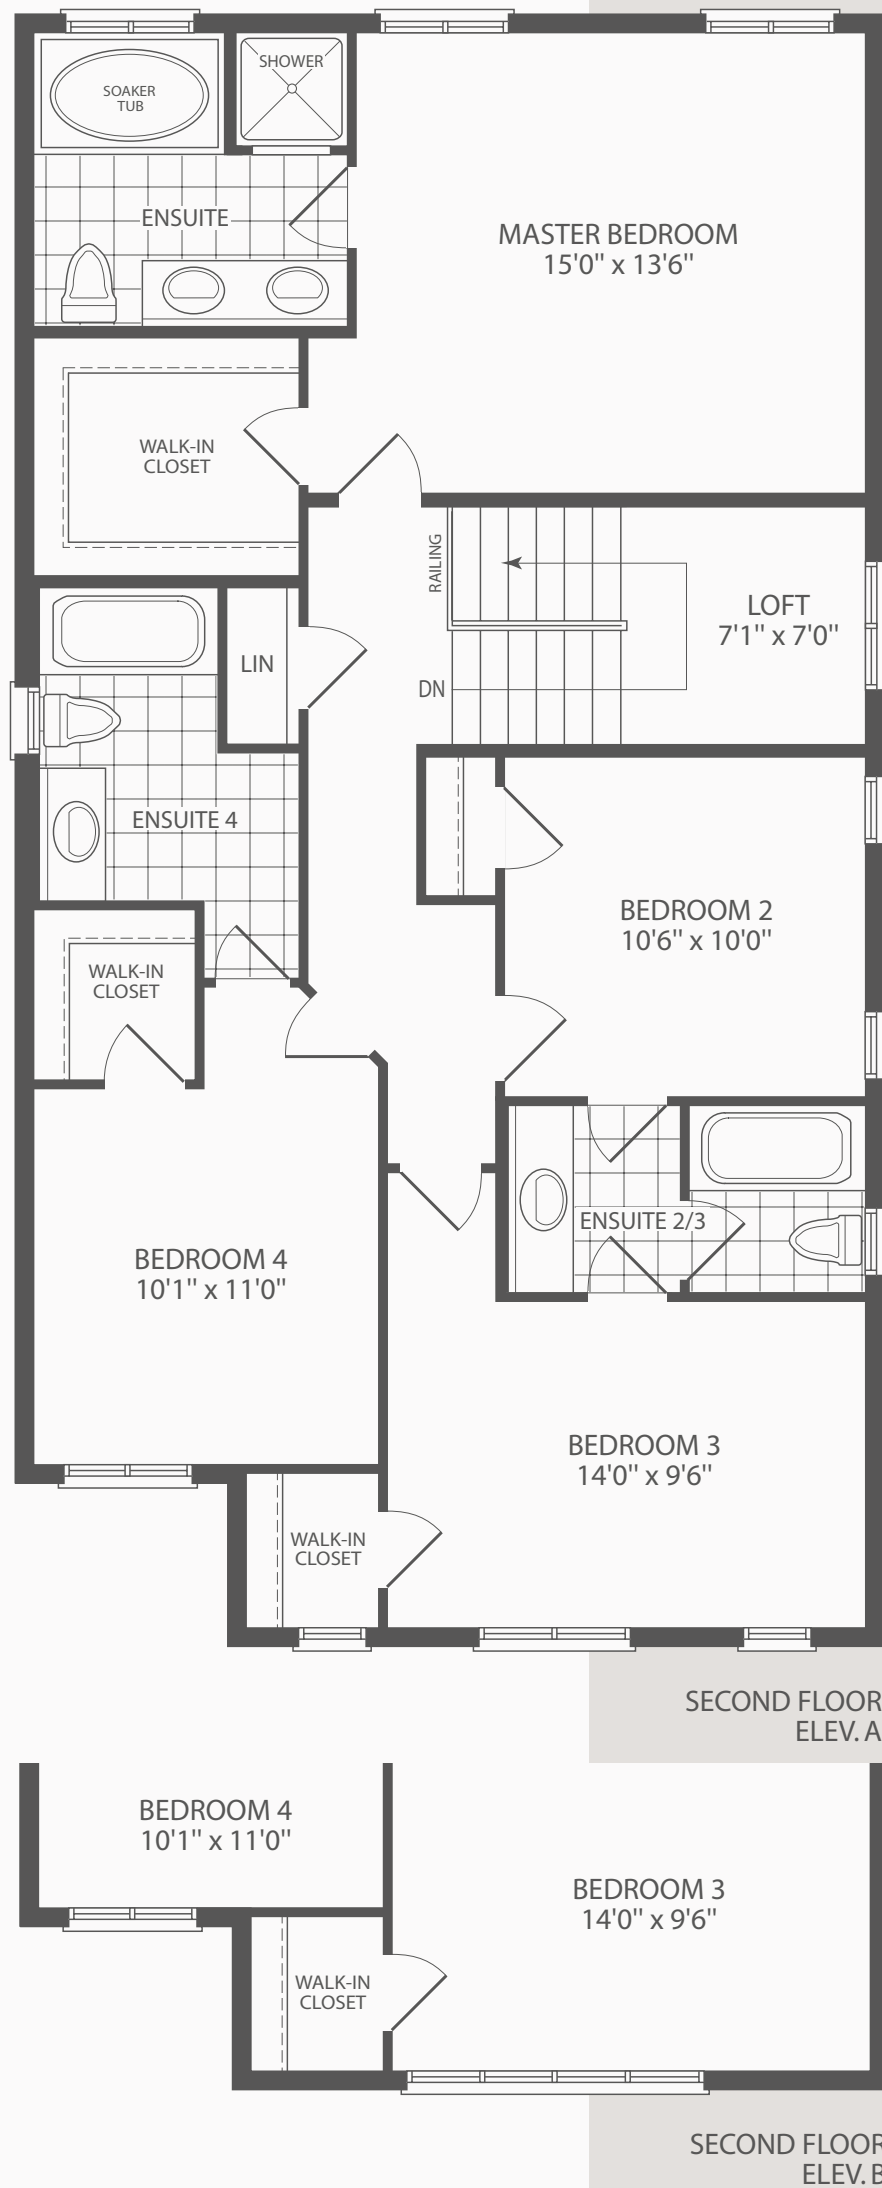 SOAKER
TUB
SHOWER
ENSUITE
MASTER BEDROOM
15'0" x 13'6"
WALK-IN
CLOSET
RAILING
LOFT
7'1" x 7'0"
LIN
DN
ENSUITE 4
BEDROOM 2
10'6" x 10'0"
WALK-IN
CLOSET
ENSUITE 2/3
BEDROOM 4
10'1" x 11'0"
BEDROOM 3
14'0" x 9'6"
WALK-IN
CLOSET
SECOND FLOOR
ELEV. A
BEDROOM 4
10'1" x 11'0"
BEDROOM 3
14'0" x 9'6"
WALK-IN
CLOSET
SECOND FLOOR
ELEV. B